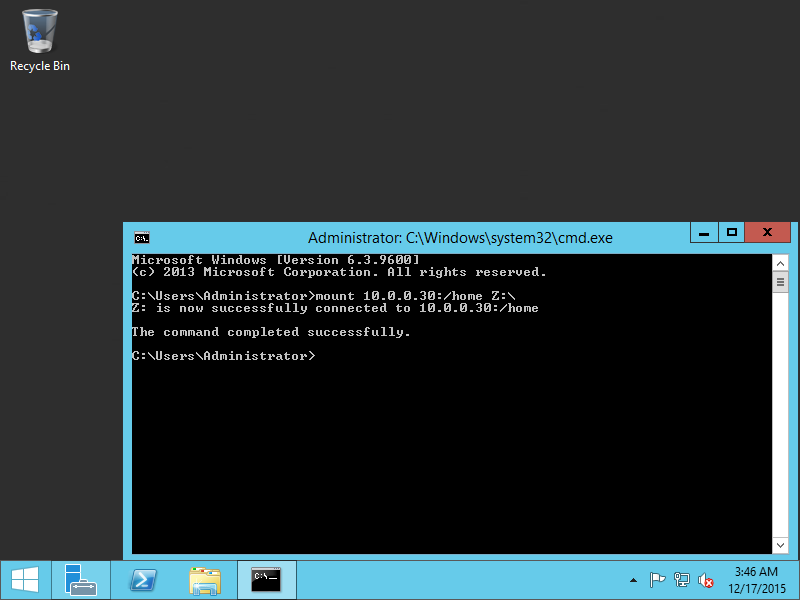 Recycle Bin
Administrator: C:\Windows\system32\cmd.exe
Microsoft Windows [Version 6.3.9600]
(c) 2013 Microsoft Corporation. All rights reserved.
C:\Users\Administrator>mount 10.0.0.30:/home Z:\
Z: is now successfully connected to 10.0.0.30:/home
The command completed successfully.
C:\Users\Administrator>
3:46 AM
12/17/2015